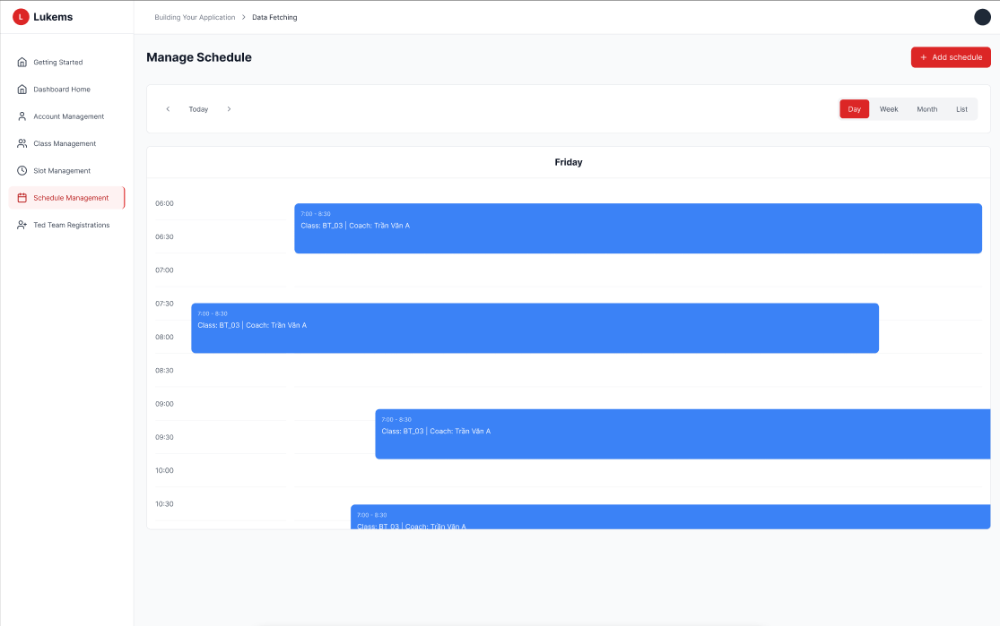 L Lukems
Building Your Application > Data Fetching
Getting Started
Dashboard Home
Account Management
Class Management
Slot Management
Schedule Management
Ted Team Registrations
Manage Schedule
+ Add schedule
< Today >
Day Week Month List
Friday
06:00
7:00 - 8:30
Class: BT_03 | Coach: Trần Văn A
06:30
07:00
07:30
7:00 - 8:30
Class: BT_03 | Coach: Trần Văn A
08:00
08:30
09:00
7:00 - 8:30
Class: BT_03 | Coach: Trần Văn A
09:30
10:00
10:30
7:00 - 8:30
Class: BT_03 | Coach: Trần Văn A